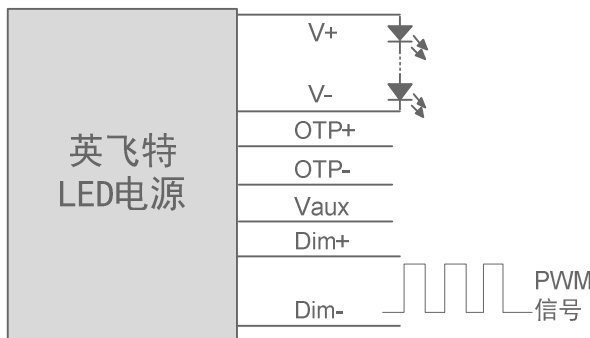 英飞特
LED电源
V+
V-
OTP+
OTP-
Vaux
Dim+
Dim-
PWM
信号